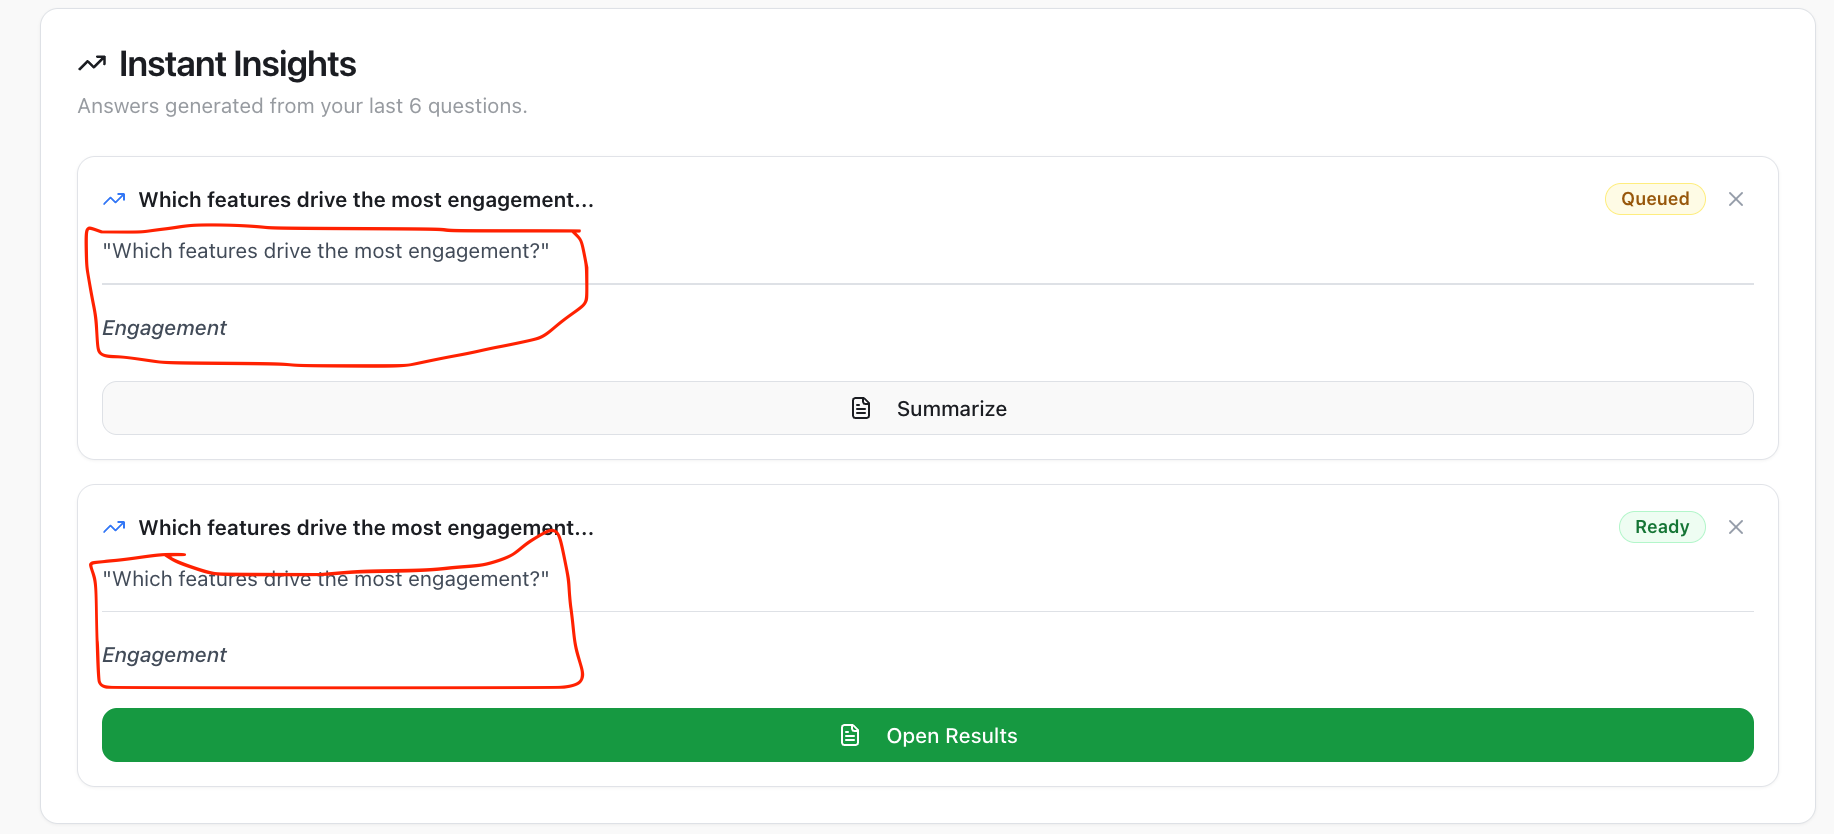 Instant Insights
Answers generated from your last 6 questions.
Which features drive the most engagement...
Queued
"Which features drive the most engagement?"
Engagement
Summarize
Which features drive the most engagement...
Ready
"Which features drive the most engagement?"
Engagement
Open Results